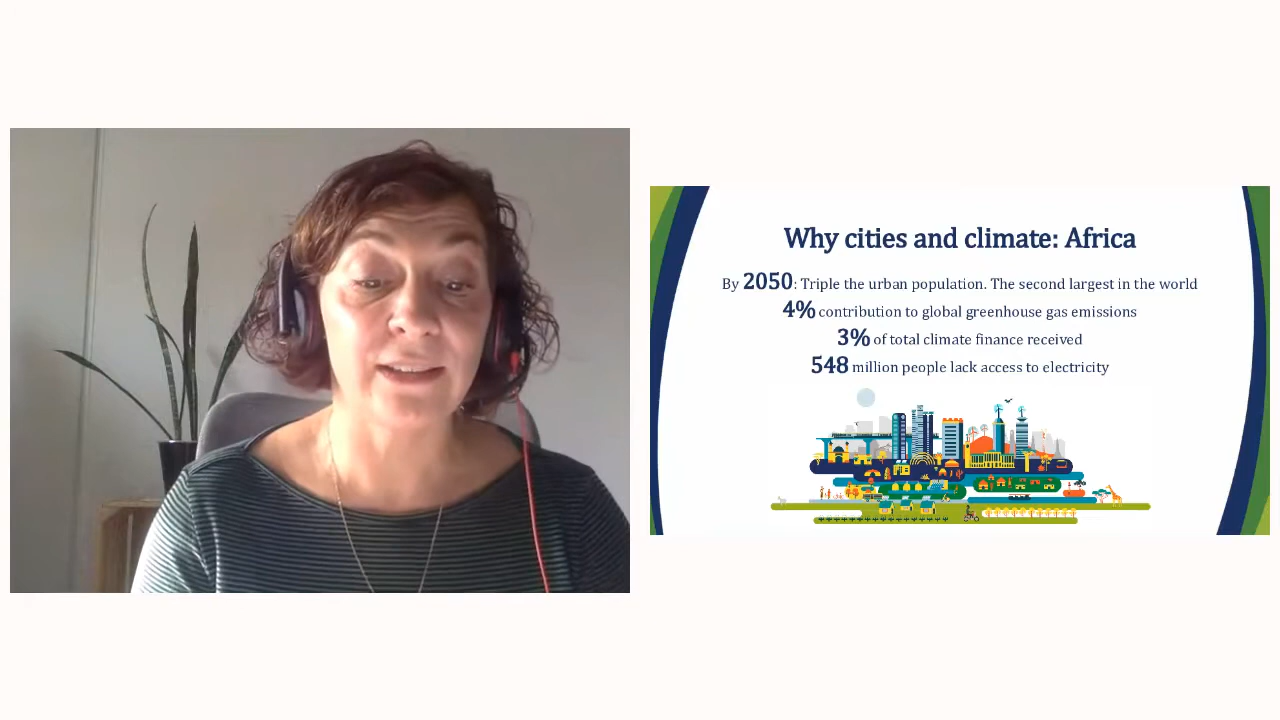 Why cities and climate: Africa
By 2050: Triple the urban population. The second largest in the world
4% contribution to global greenhouse gas emissions
3% of total climate finance received
548 million people lack access to electricity